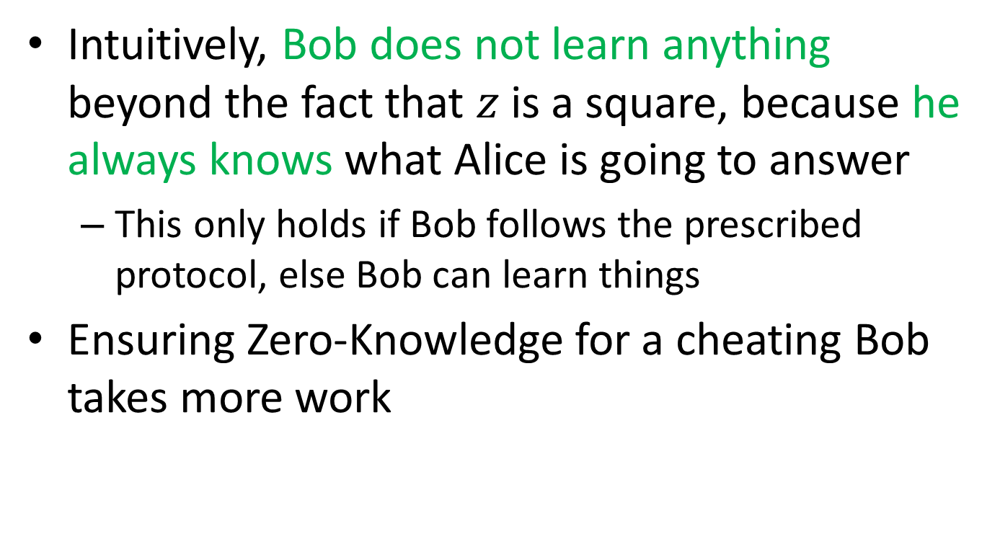 • Intuitively, Bob does not learn anything
beyond the fact that z is a square, because he
always knows what Alice is going to answer
– This only holds if Bob follows the prescribed
protocol, else Bob can learn things
• Ensuring Zero-Knowledge for a cheating Bob
takes more work